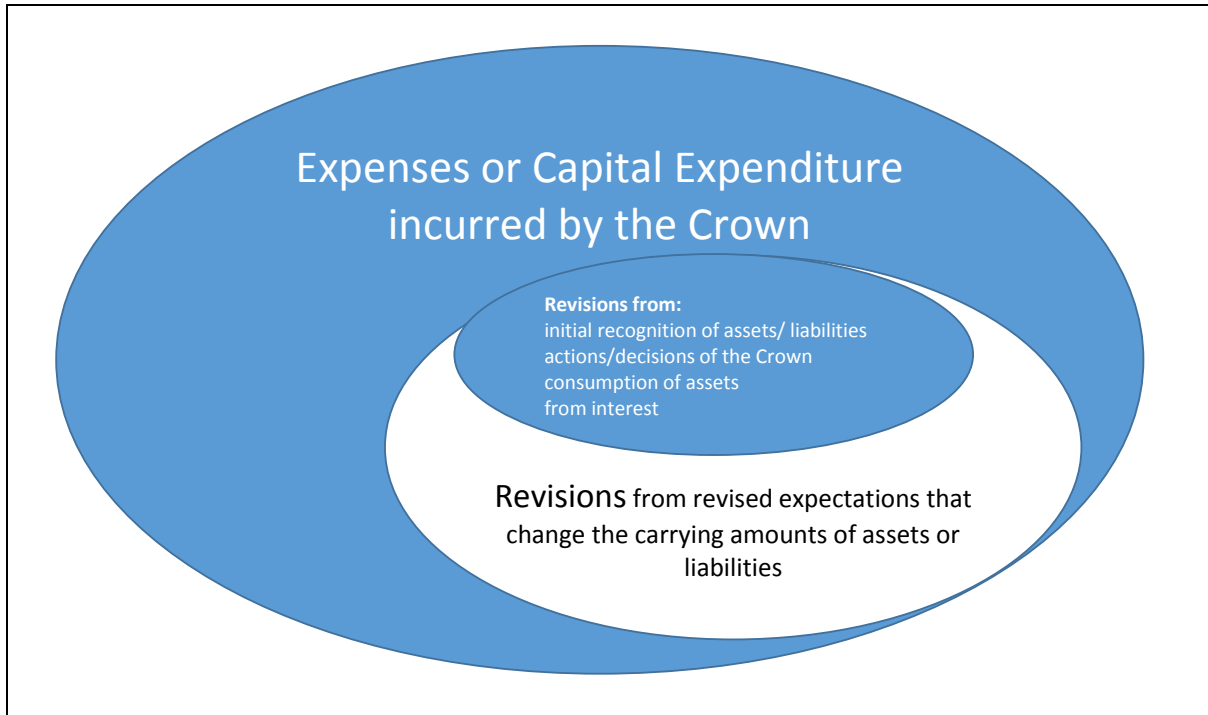 Expenses or Capital Expenditure
incurred by the Crown
Revisions from:
initial recognition of assets/ liabilities
actions/decisions of the Crown
consumption of assets
from interest
Revisions from revised expectations that
change the carrying amounts of assets or
liabilities